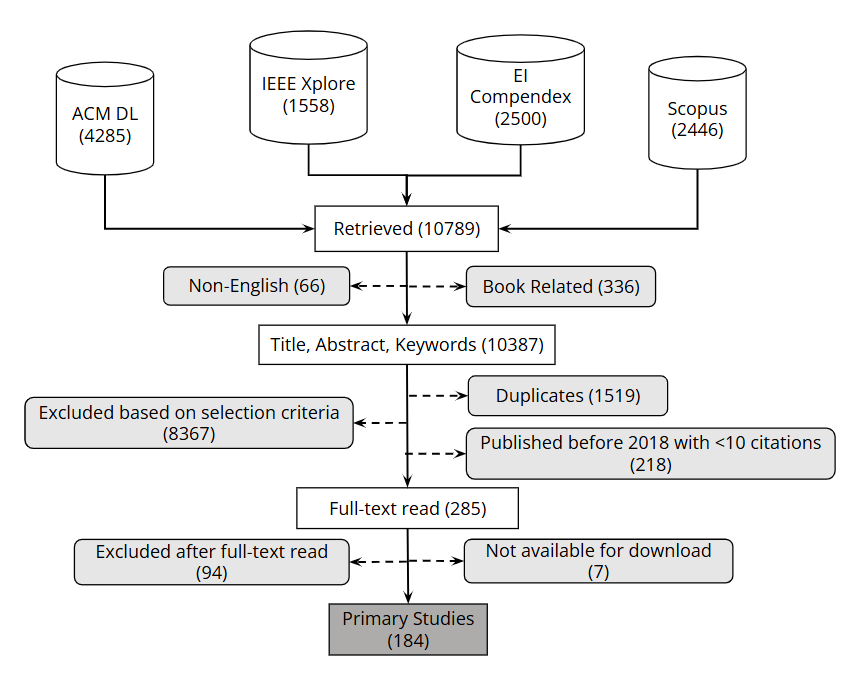 ACM DL
(4285)
IEEE Xplore
(1558)
EI
Compendex
(2500)
Scopus
(2446)
Retrieved (10789)
Non-English (66)
Book Related (336)
Title, Abstract, Keywords (10387)
Duplicates (1519)
Excluded based on selection criteria
(8367)
Published before 2018 with <10 citations
(218)
Full-text read (285)
Excluded after full-text read
(94)
Not available for download
(7)
Primary Studies
(184)